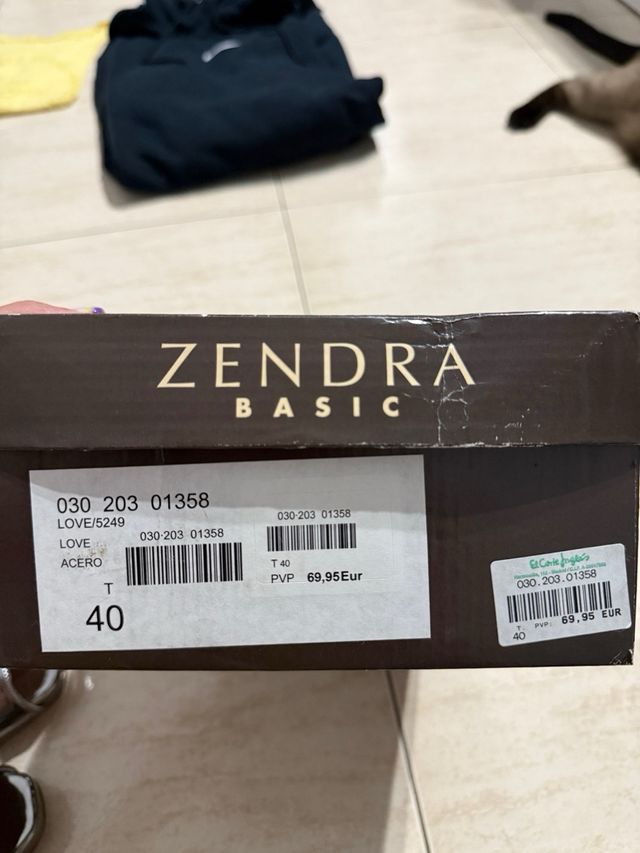 ZENDRA
BASIC
030 203 01358
LOVE/5249
LOVE
ACERO
T
40
030-203 01358
030-203 01358
T 40
PVP 69,95Eur
El Corte Inglés
030.203.01358
T.
40
PVP: 69,95 EUR